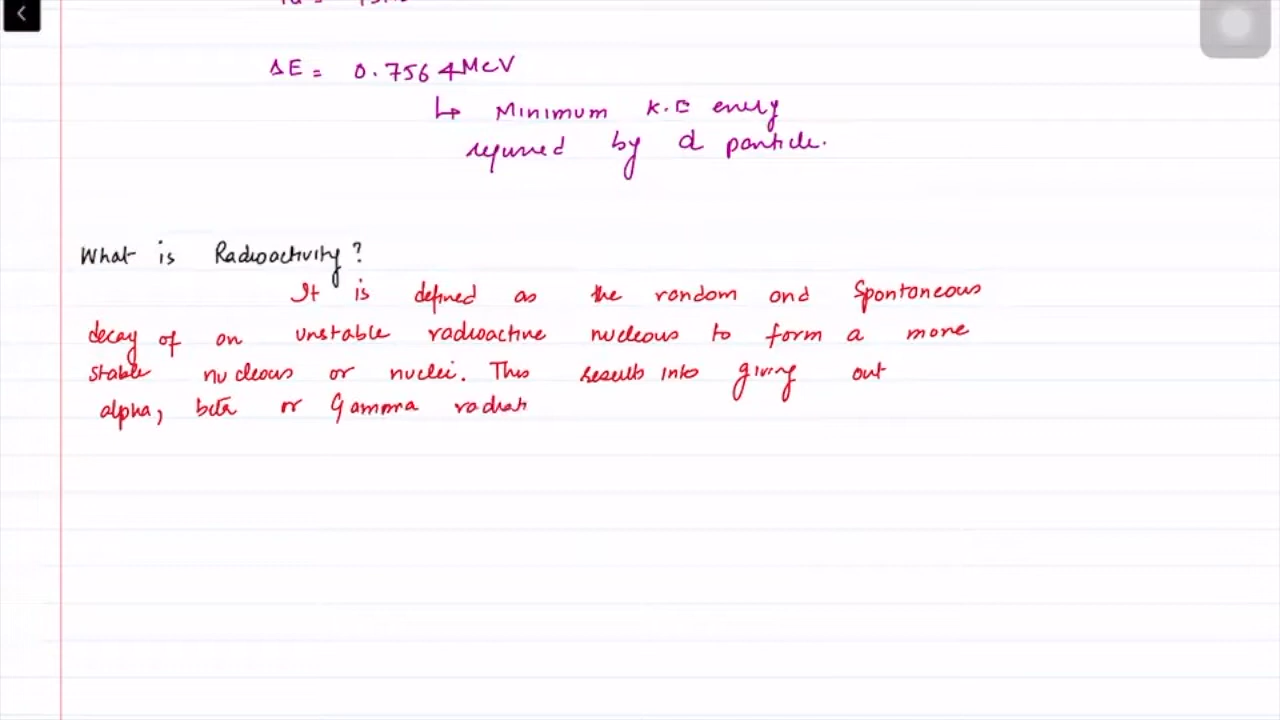 ΔE = 0.7564 MeV
↳ Minimum K.E energy
required by α particle.
What is Radioactivity?
It is defined as the random and Spontaneous
decay of an unstable radioactive nucleous to form a more
stable nucleous or nuclei. This results into giving out
alpha, beta or Gamma radiati